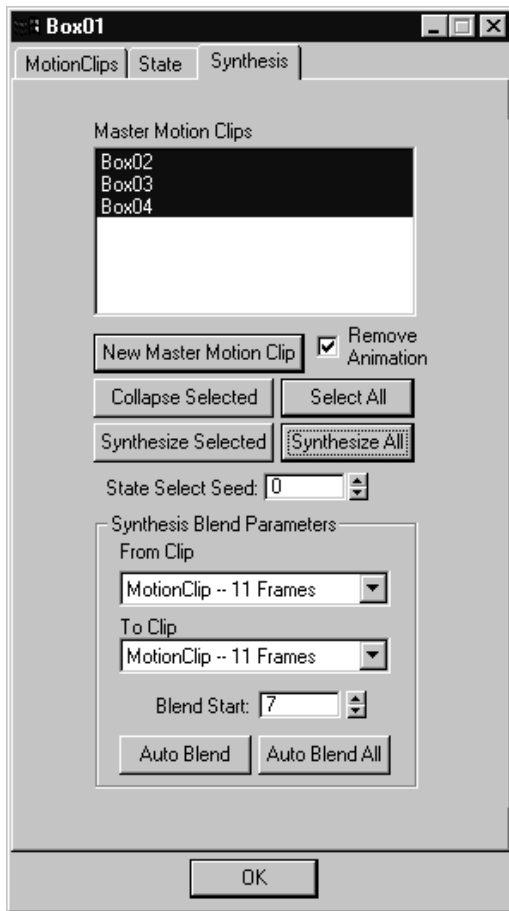 Box01
MotionClips State Synthesis
Master Motion Clips
Box02
Box03
Box04
New Master Motion Clip Remove Animation
Collapse Selected Select All
Synthesize Selected Synthesize All
State Select Seed: 0
Synthesis Blend Parameters
From Clip
MotionClip -- 11 Frames
To Clip
MotionClip -- 11 Frames
Blend Start: 7
Auto Blend Auto Blend All
OK